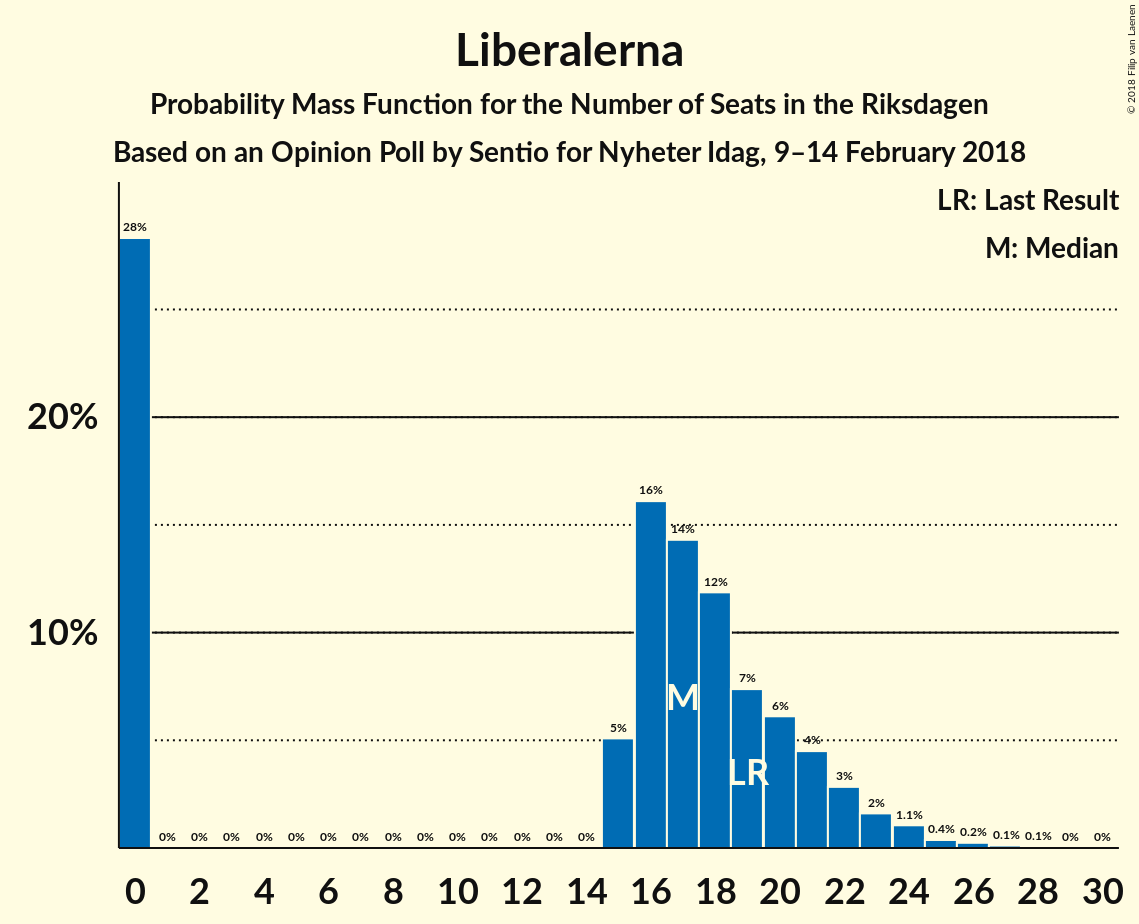 Liberalerna
Probability Mass Function for the Number of Seats in the Riksdagen
Based on an Opinion Poll by Sentio for Nyheter Idag, 9–14 February 2018
© 2018 Filip van Laenen
LR: Last Result
M: Median
28%
20%
16%
14%
12%
10%
7%
6%
5%
4%
3%
2%
1.1%
0.4%
0.2%
0.1%
0.1%
0%
0%
M
LR
0% 0% 0% 0% 0% 0% 0% 0% 0% 0% 0% 0% 0% 0%
0 2 4 6 8 10 12 14 16 18 20 22 24 26 28 30